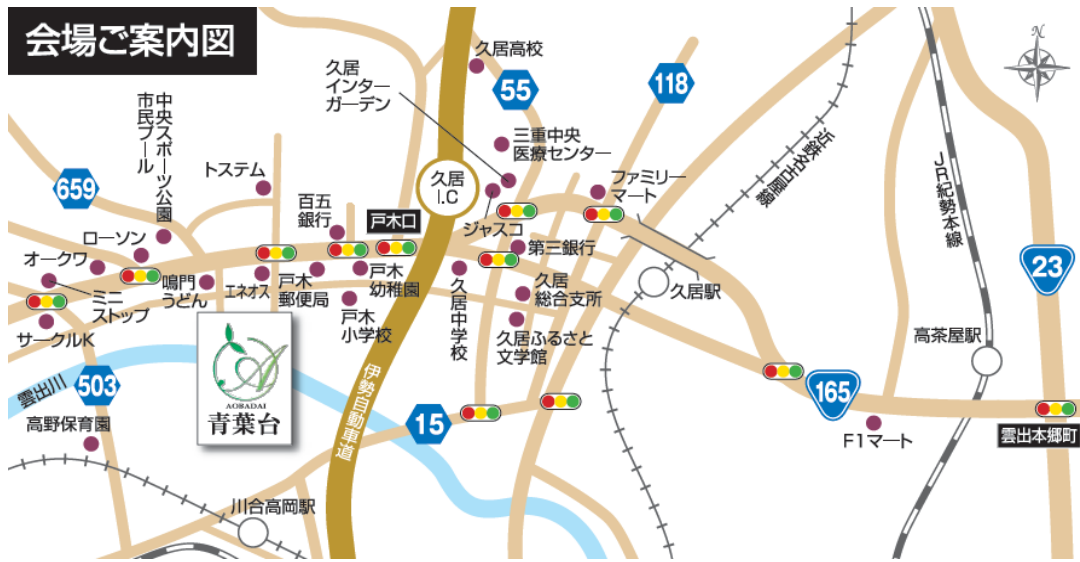 会場ご案内図
N
久居高校
久居
インター
ガーデン
55
118
三重中央
医療センター
近鉄名古屋線
中央スポーツ公園
市民プール
659
トステム
久居
I.C
ファミリー
マート
JR紀勢本線
百五
銀行
戸木口
ジャスコ
ローソン
第三銀行
オークワ
23
ミニ
ストップ
鳴門
うどん
エネオス
戸木
郵便局
戸木
幼稚園
久居中学校
久居
総合支所
久居駅
サークルK
戸木
小学校
久居ふるさと
文学館
高茶屋駅
雲出川
503
AOBADAI
青葉台
伊勢自動車道
165
高野保育園
15
F1マート
雲出本郷町
川合高岡駅